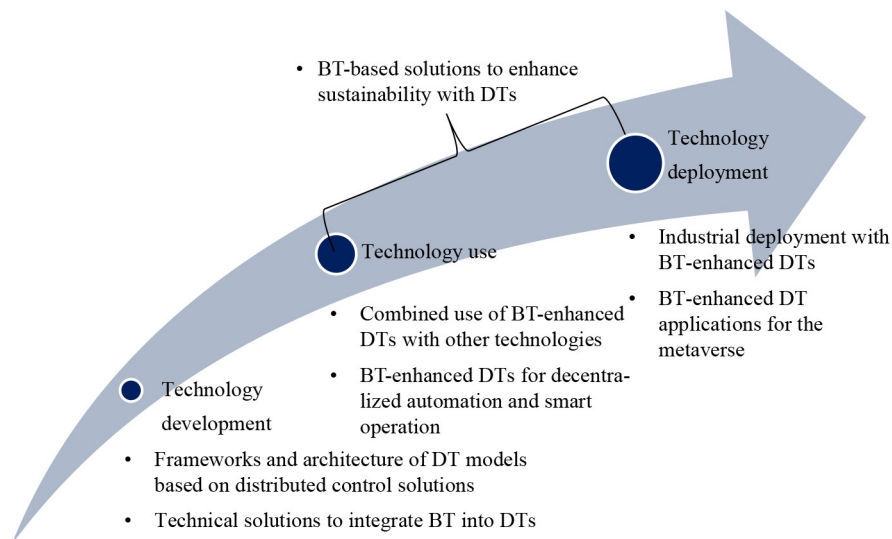 • BT-based solutions to enhance
sustainability with DTs
Technology
deployment
• Industrial deployment with
BT-enhanced DTs
• BT-enhanced DT
applications for the
metaverse
Technology use
• Combined use of BT-enhanced
DTs with other technologies
• BT-enhanced DTs for decentra-
lized automation and smart
operation
Technology
development
• Frameworks and architecture of DT models
based on distributed control solutions
• Technical solutions to integrate BT into DTs